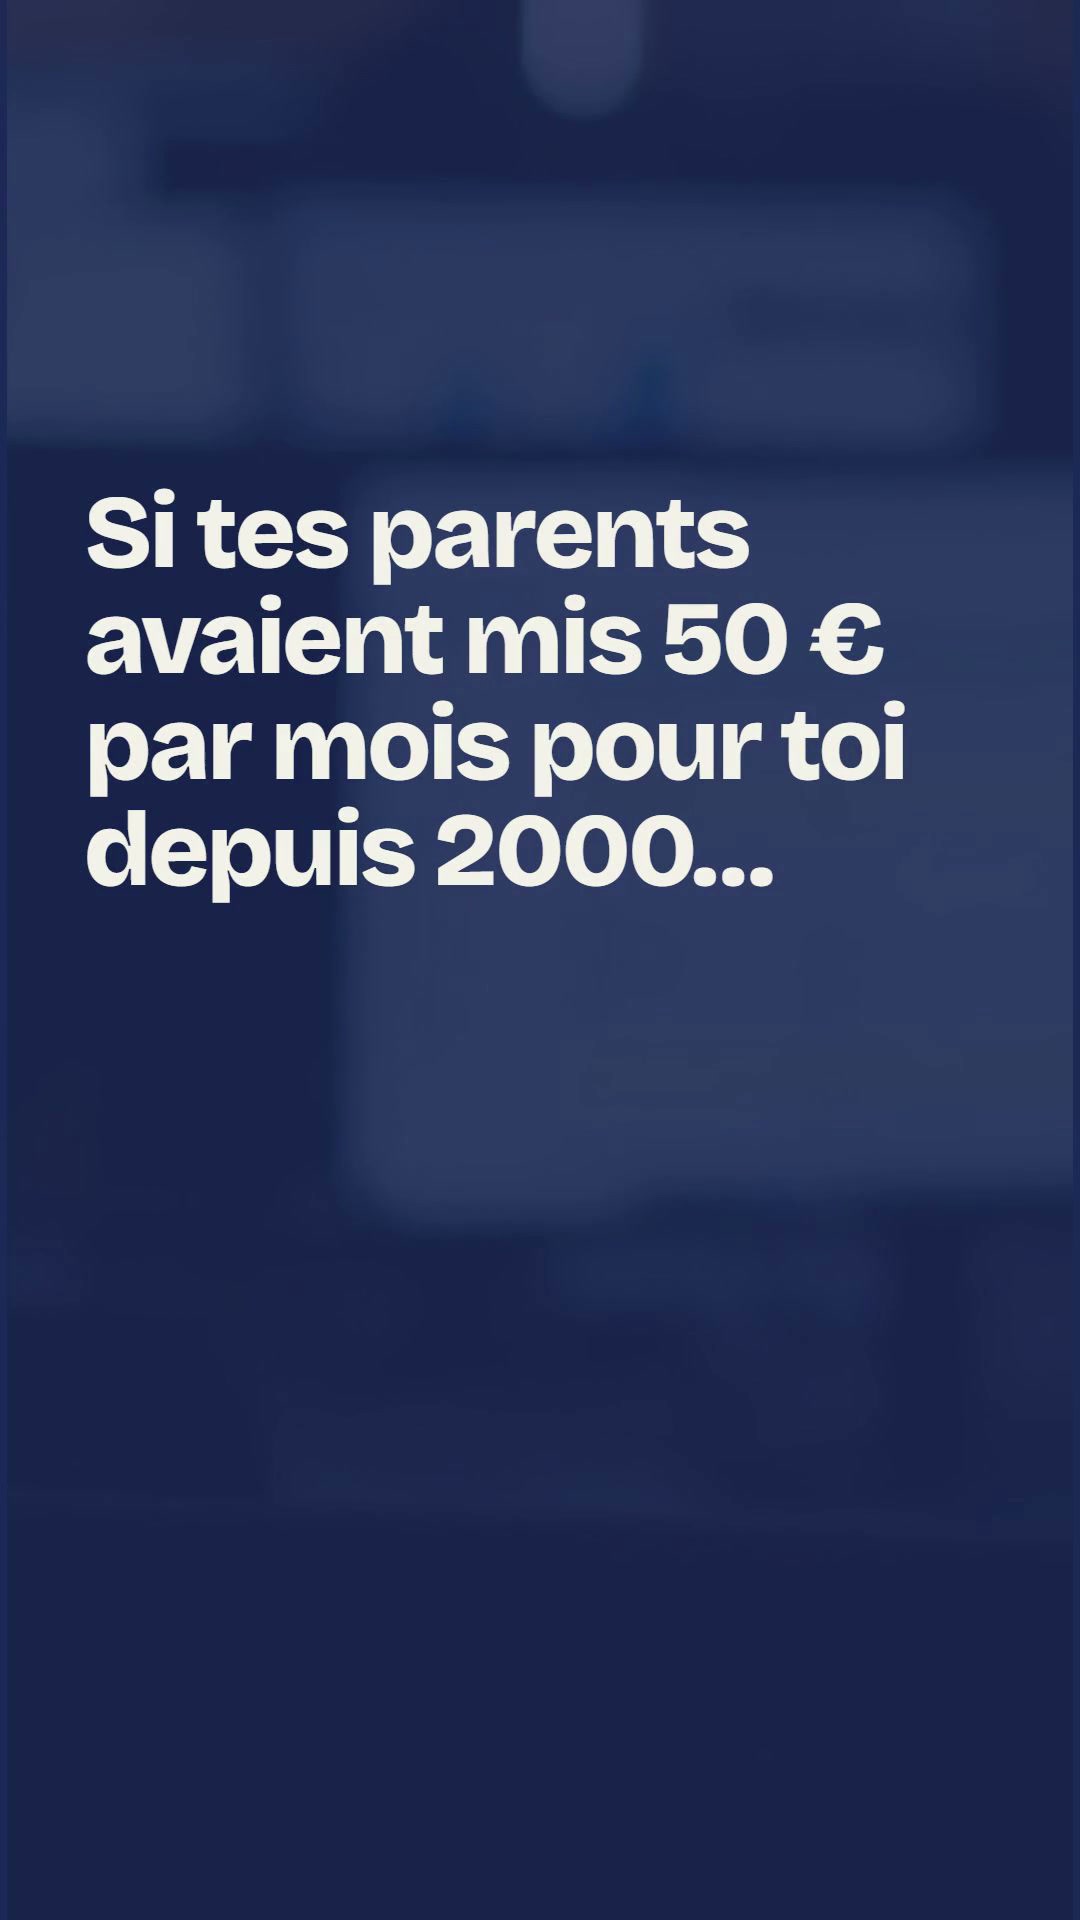 Si tes parents
avaient mis 50 €
par mois pour toi
depuis 2000...